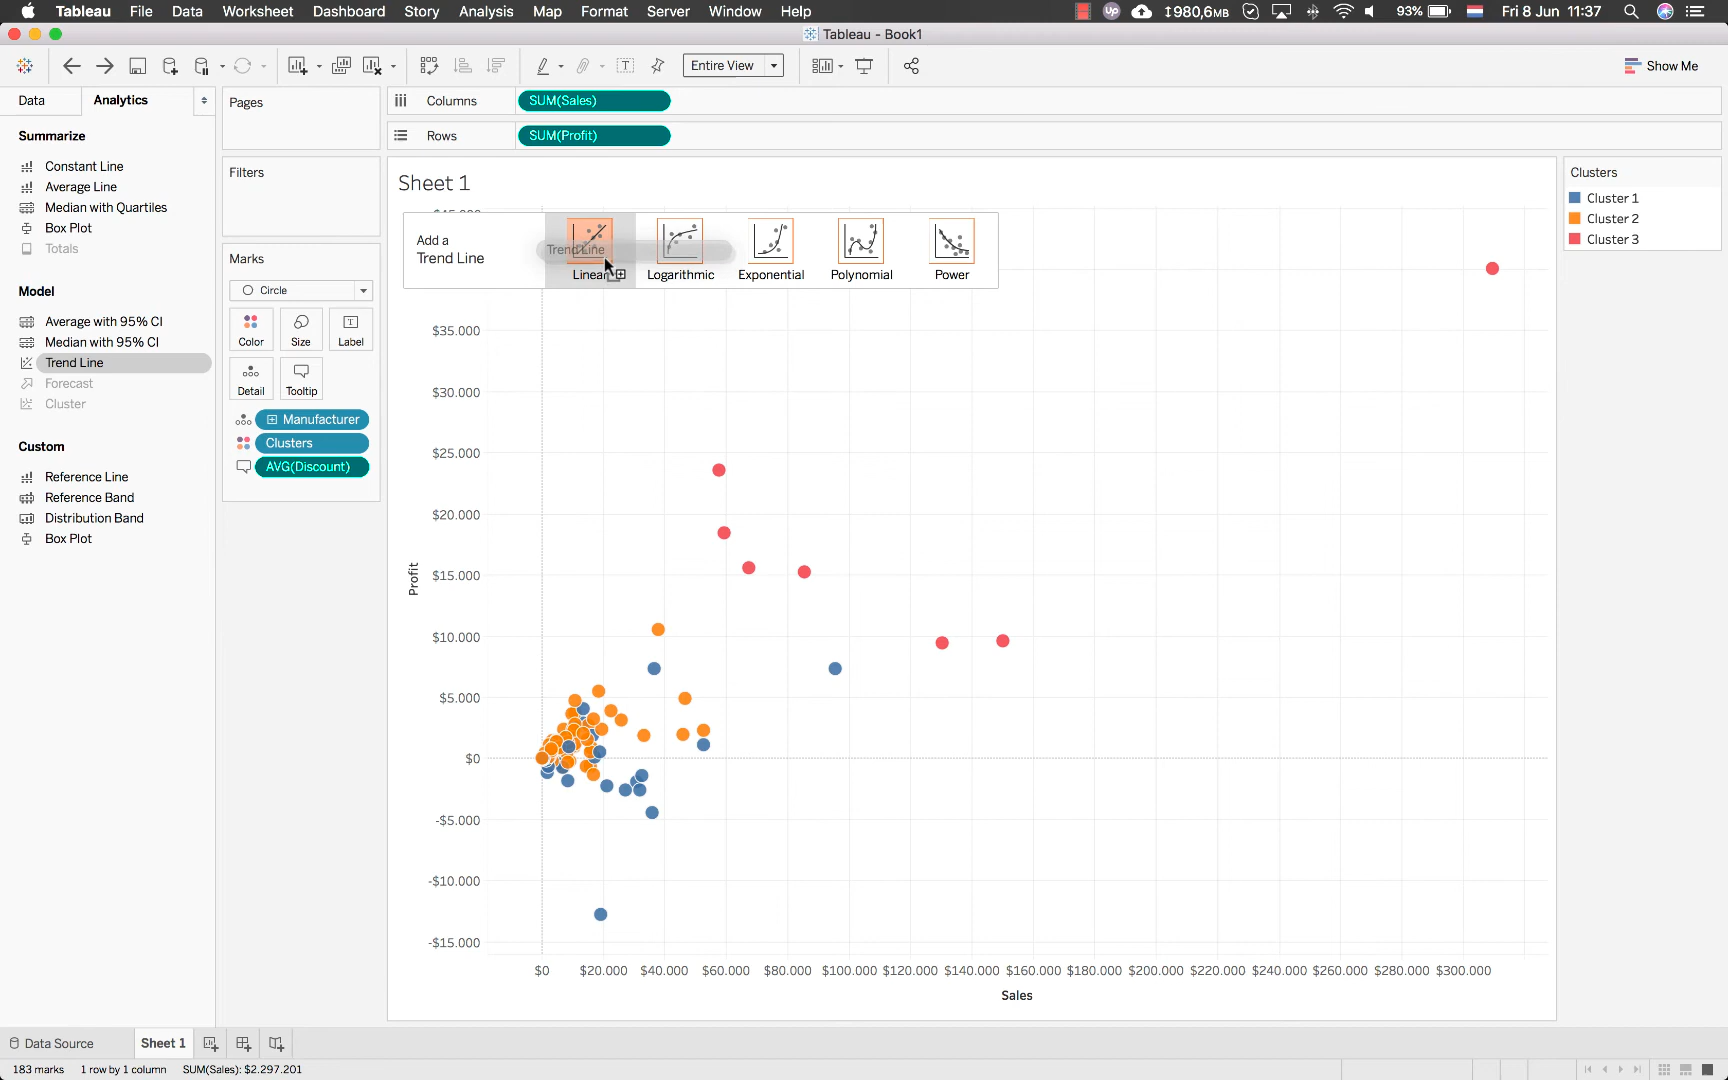 Tableau File Data Worksheet Dashboard Story Analysis Map Format Server Window Help Up ↕980,6MB 93% Fri 8 Jun 11:37
Tableau - Book1
Entire View Show Me
Data Analytics
Summarize
Constant Line
Average Line
Median with Quartiles
Box Plot
Totals
Model
Average with 95% CI
Median with 95% CI
Trend Line
Forecast
Cluster
Custom
Reference Line
Reference Band
Distribution Band
Box Plot
Pages
Filters
Marks
Circle
Color Size Label
Detail Tooltip
Manufacturer
Clusters
AVG(Discount)
Columns SUM(Sales)
Rows SUM(Profit)
Sheet 1
Add a
Trend Line
Trend Line
Linear Logarithmic Exponential Polynomial Power
$35.000
$30.000
$25.000
$20.000
$15.000
$10.000
$5.000
$0
-$5.000
-$10.000
-$15.000
Profit
$0 $20.000 $40.000 $60.000 $80.000 $100.000 $120.000 $140.000 $160.000 $180.000 $200.000 $220.000 $240.000 $260.000 $280.000 $300.000
Sales
Clusters
Cluster 1
Cluster 2
Cluster 3
Data Source Sheet 1
183 marks 1 row by 1 column SUM(Sales): $2.297.201